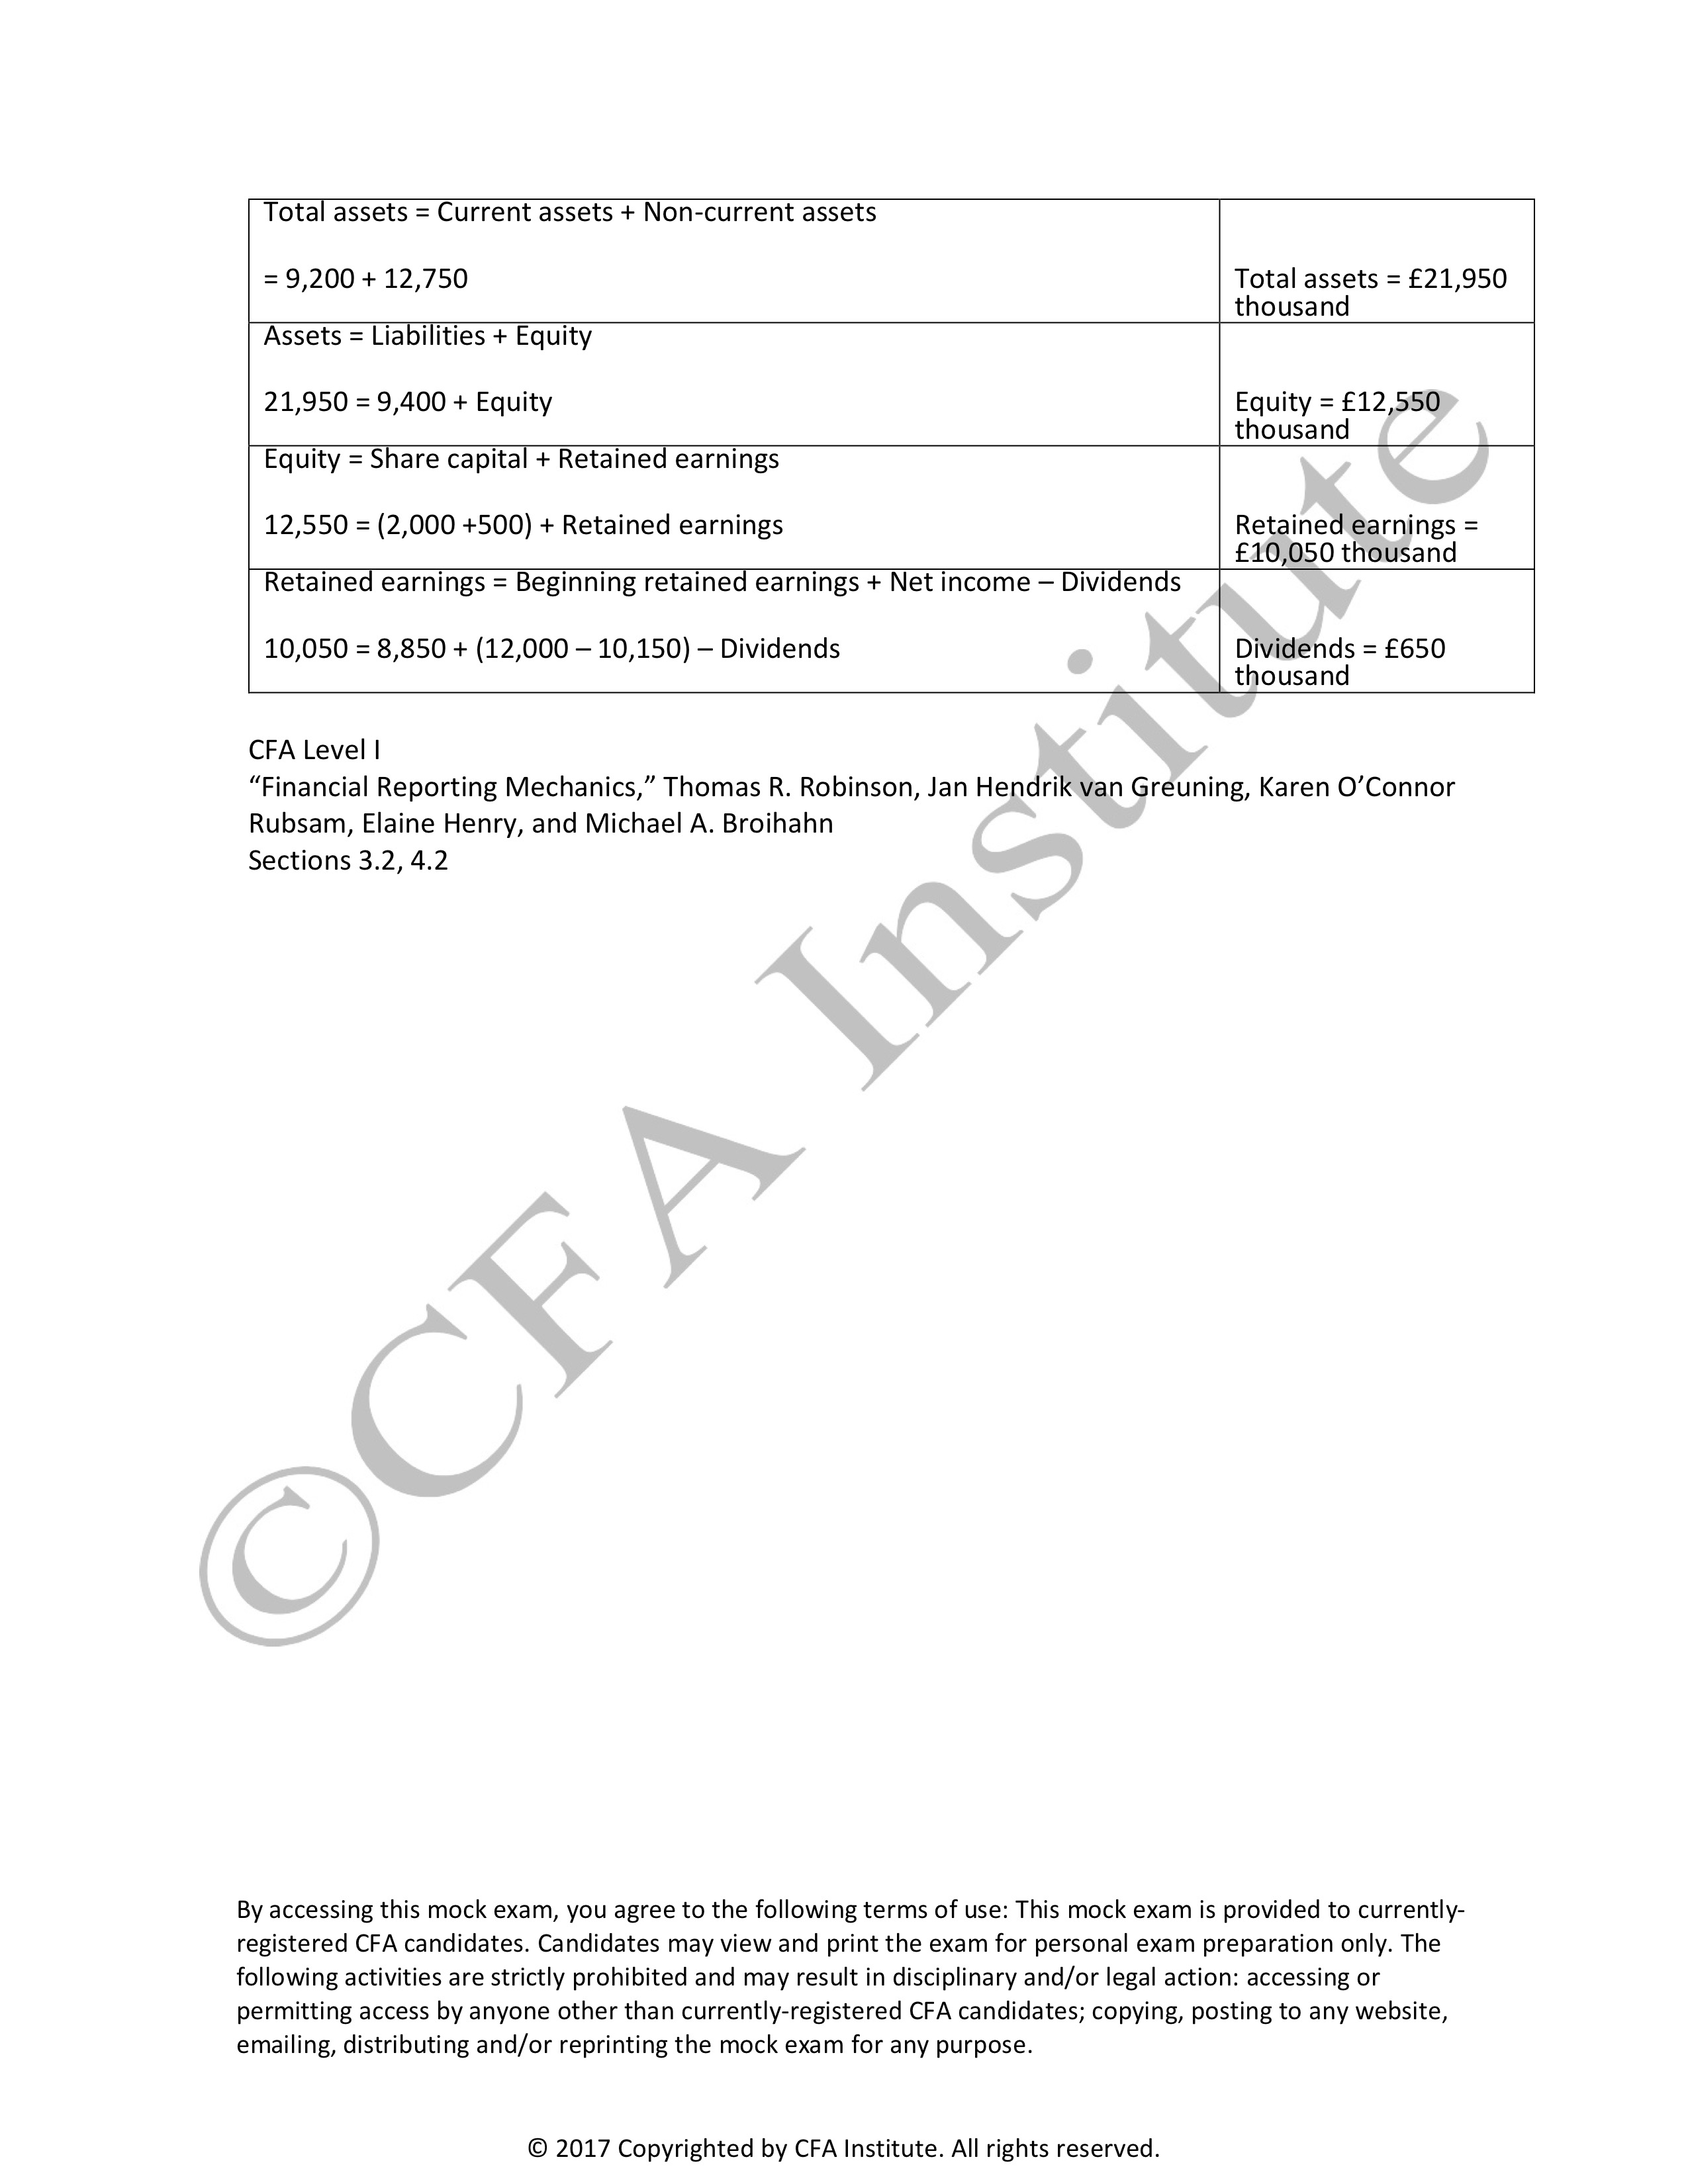 Total assets = Current assets + Non-current assets
= 9,200 + 12,750
Total assets = £21,950
thousand
Assets = Liabilities + Equity
21,950 = 9,400 + Equity
Equity = £12,550
thousand
Equity = Share capital + Retained earnings
12,550 = (2,000 +500) + Retained earnings
Retained earnings =
£10,050 thousand
Retained earnings = Beginning retained earnings + Net income – Dividends
10,050 = 8,850 + (12,000 – 10,150) – Dividends
Dividends = £650
thousand
CFA Level I
“Financial Reporting Mechanics,” Thomas R. Robinson, Jan Hendrik van Greuning, Karen O’Connor
Rubsam, Elaine Henry, and Michael A. Broihahn
Sections 3.2, 4.2
©CFA Institute
By accessing this mock exam, you agree to the following terms of use: This mock exam is provided to currently-
registered CFA candidates. Candidates may view and print the exam for personal exam preparation only. The
following activities are strictly prohibited and may result in disciplinary and/or legal action: accessing or
permitting access by anyone other than currently-registered CFA candidates; copying, posting to any website,
emailing, distributing and/or reprinting the mock exam for any purpose.
© 2017 Copyrighted by CFA Institute. All rights reserved.